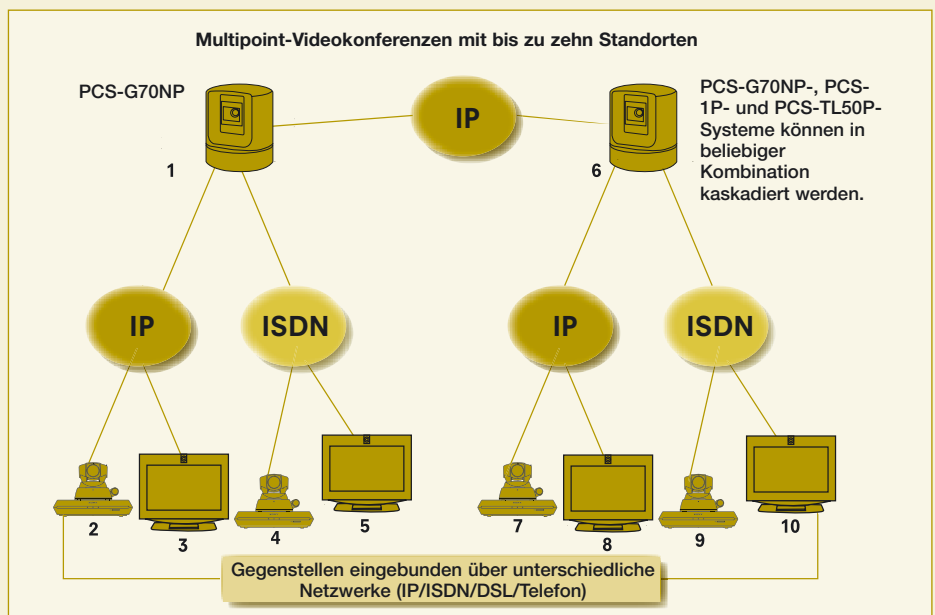 Multipoint-Videokonferenzen mit bis zu zehn Standorten
PCS-G70NP
1
IP
6
PCS-G70NP-, PCS-
1P- und PCS-TL50P-
Systeme können in
beliebiger
Kombination
kaskadiert werden.
IP
ISDN
IP
ISDN
2
3
4
5
7
8
9
10
Gegenstellen eingebunden über unterschiedliche
Netzwerke (IP/ISDN/DSL/Telefon)